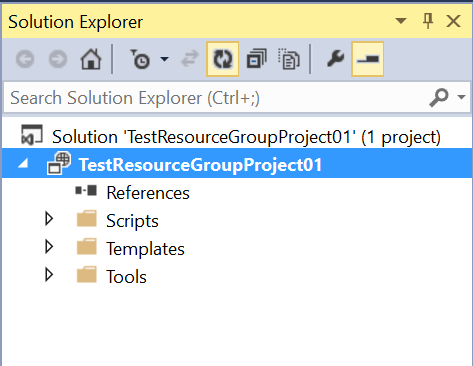 Solution Explorer
Search Solution Explorer (Ctrl+;)
Solution 'TestResourceGroupProject01' (1 project)
TestResourceGroupProject01
References
Scripts
Templates
Tools